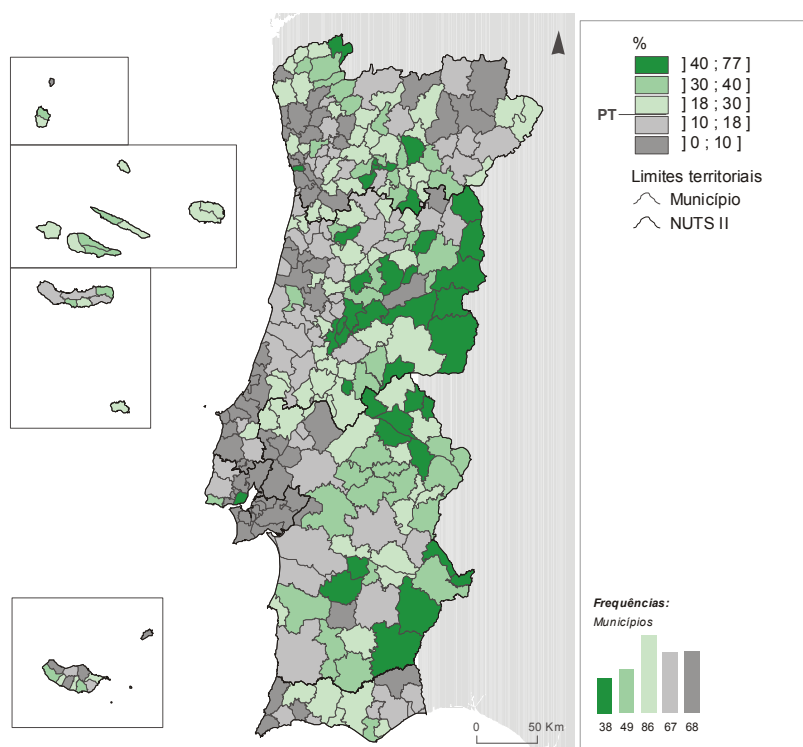 %
] 40 ; 77 ]
] 30 ; 40 ]
] 18 ; 30 ]
PT
] 10 ; 18 ]
] 0 ; 10 ]
Limites territoriais
Município
NUTS II
Frequências:
Municípios
38 49 86 67 68
0 50 Km